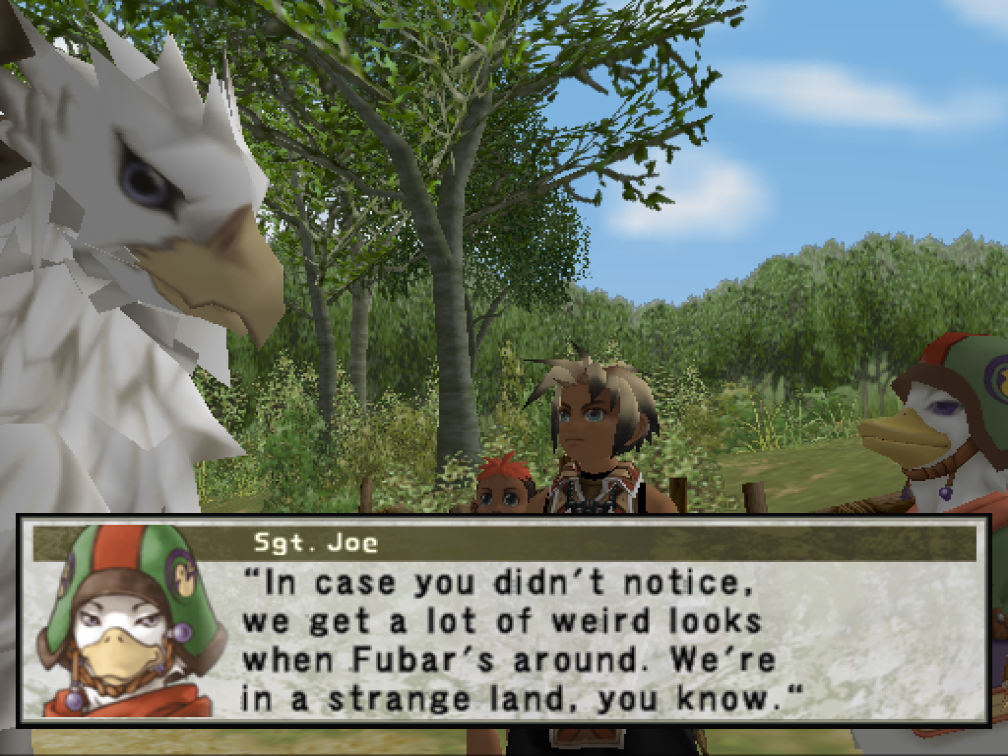 Sgt. Joe
“In case you didn't notice,
we get a lot of weird looks
when Fubar's around. We're
in a strange land, you know.“